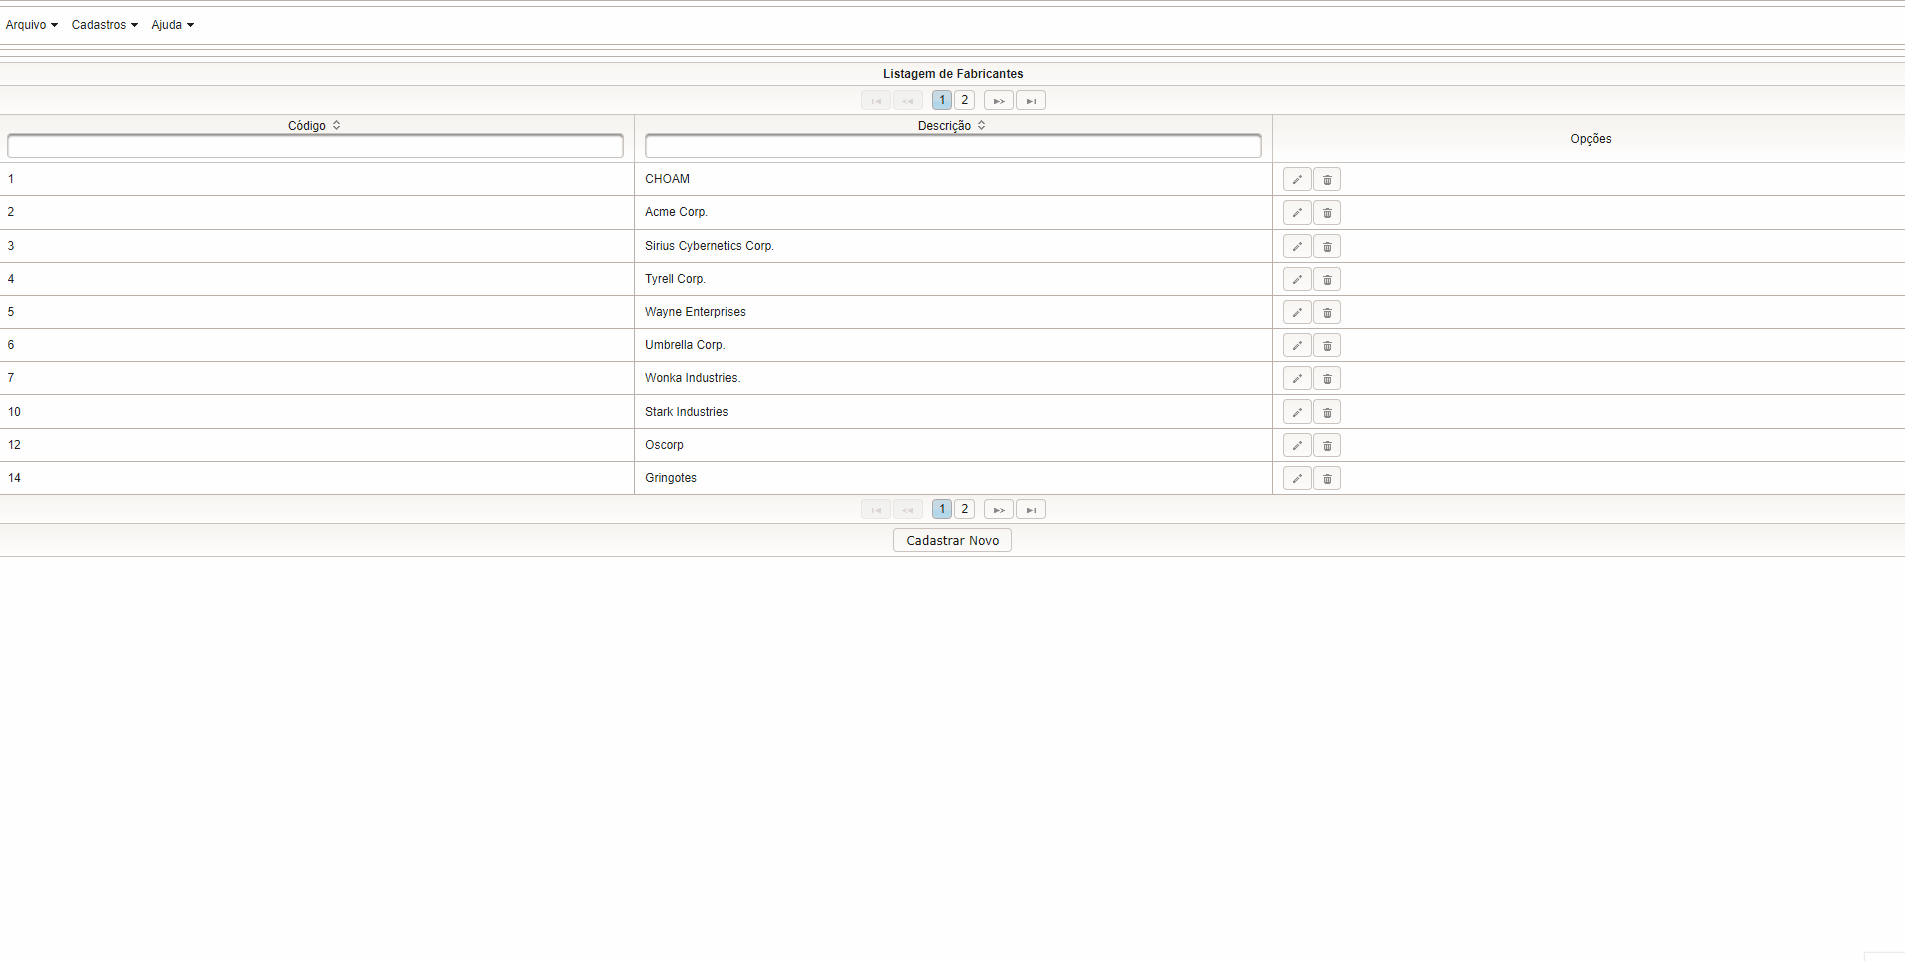 Arquivo Cadastros Ajuda
Listagem de Fabricantes
1 2
Código Descrição Opções
1 CHOAM
2 Acme Corp.
3 Sirius Cybernetics Corp.
4 Tyrell Corp.
5 Wayne Enterprises
6 Umbrella Corp.
7 Wonka Industries.
10 Stark Industries
12 Oscorp
14 Gringotes
1 2
Cadastrar Novo